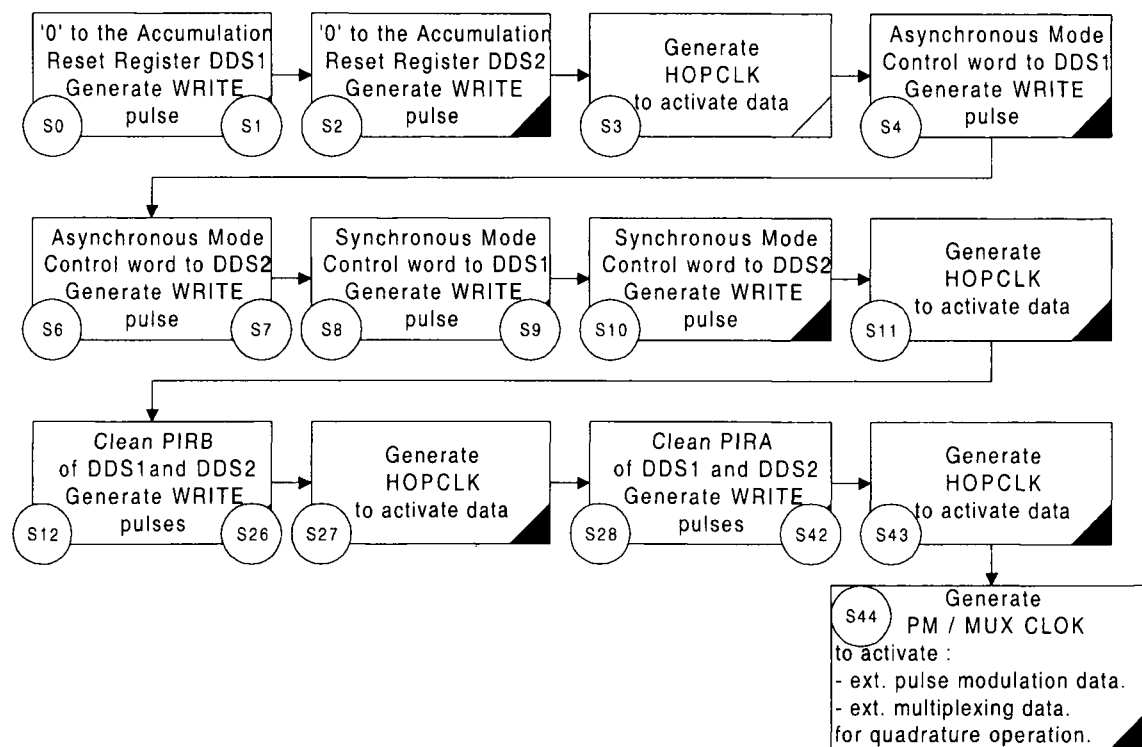 '0' to the Accumulation
Reset Register DDS1
Generate WRITE
pulse
S0
S1
'0' to the Accumulation
Reset Register DDS2
Generate WRITE
pulse
S2
Generate
HOPCLK
to activate data
S3
Asynchronous Mode
Control word to DDS1
Generate WRITE
pulse
S4
Asynchronous Mode
Control word to DDS2
Generate WRITE
pulse
S6
S7
Synchronous Mode
Control word to DDS1
Generate WRITE
pulse
S8
S9
Synchronous Mode
Control word to DDS2
Generate WRITE
pulse
S10
Generate
HOPCLK
to activate data
S11
Clean PIRB
of DDS1and DDS2
Generate WRITE
pulses
S12
S26
Generate
HOPCLK
to activate data
S27
Clean PIRA
of DDS1 and DDS2
Generate WRITE
pulses
S28
S42
Generate
HOPCLK
to activate data
S43
S44
Generate
PM / MUX CLOK
to activate :
- ext. pulse modulation data.
- ext. multiplexing data.
for quadrature operation.